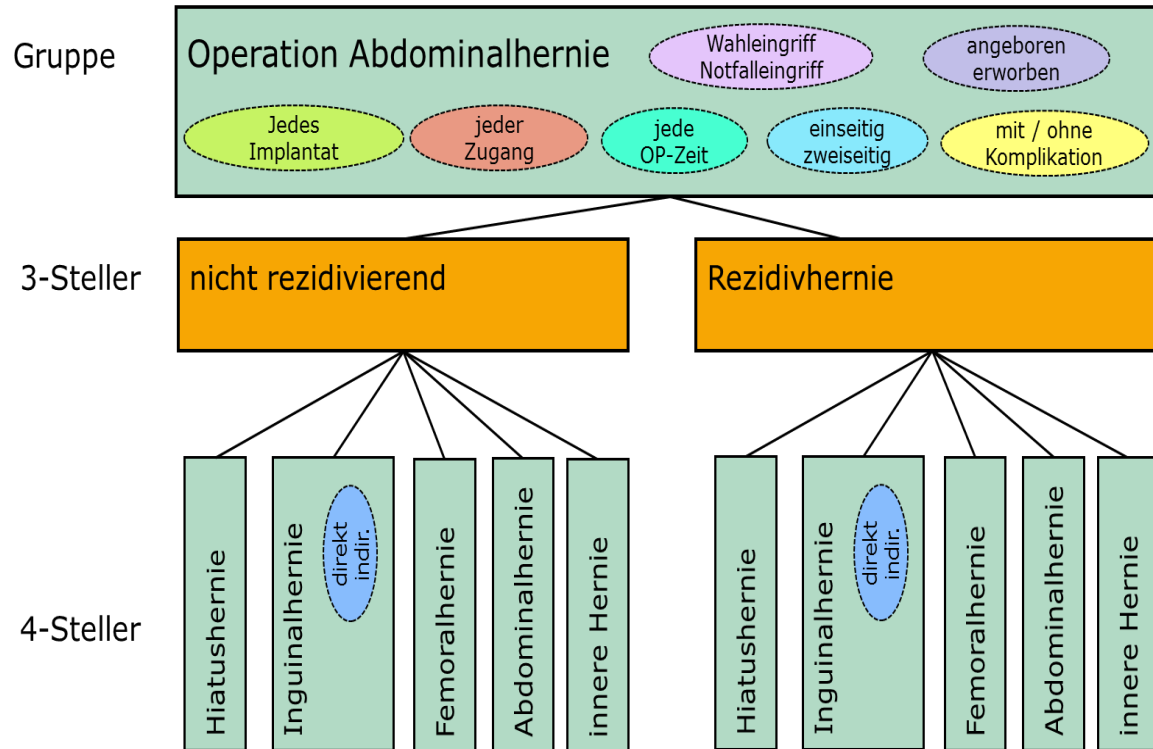 Gruppe
Operation Abdominalhernie
Wahleingriff
Notfalleingriff
angeboren
erworben
Jedes
Implantat
jeder
Zugang
jede
OP-Zeit
einseitig
zweiseitig
mit / ohne
Komplikation
3-Steller
nicht rezidivierend
Rezidivhernie
4-Steller
Hiatushernie
Inguinalhernie
direkt
indir.
Femoralhernie
Abdominalhernie
innere Hernie
Hiatushernie
Inguinalhernie
direkt
indir.
Femoralhernie
Abdominalhernie
innere Hernie